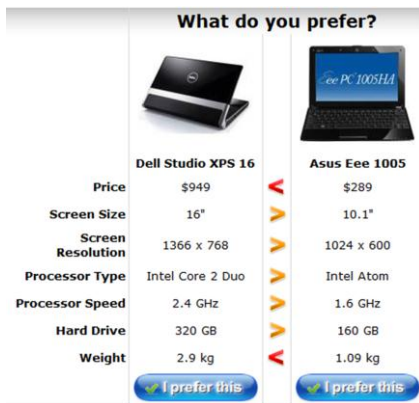 What do you prefer?
Eee PC 1005HA
Dell Studio XPS 16
Asus Eee 1005
Price $949 < $289
Screen Size 16" > 10.1"
Screen
Resolution 1366 x 768 > 1024 x 600
Processor Type Intel Core 2 Duo > Intel Atom
Processor Speed 2.4 GHz > 1.6 GHz
Hard Drive 320 GB > 160 GB
Weight 2.9 kg < 1.09 kg
I prefer this I prefer this